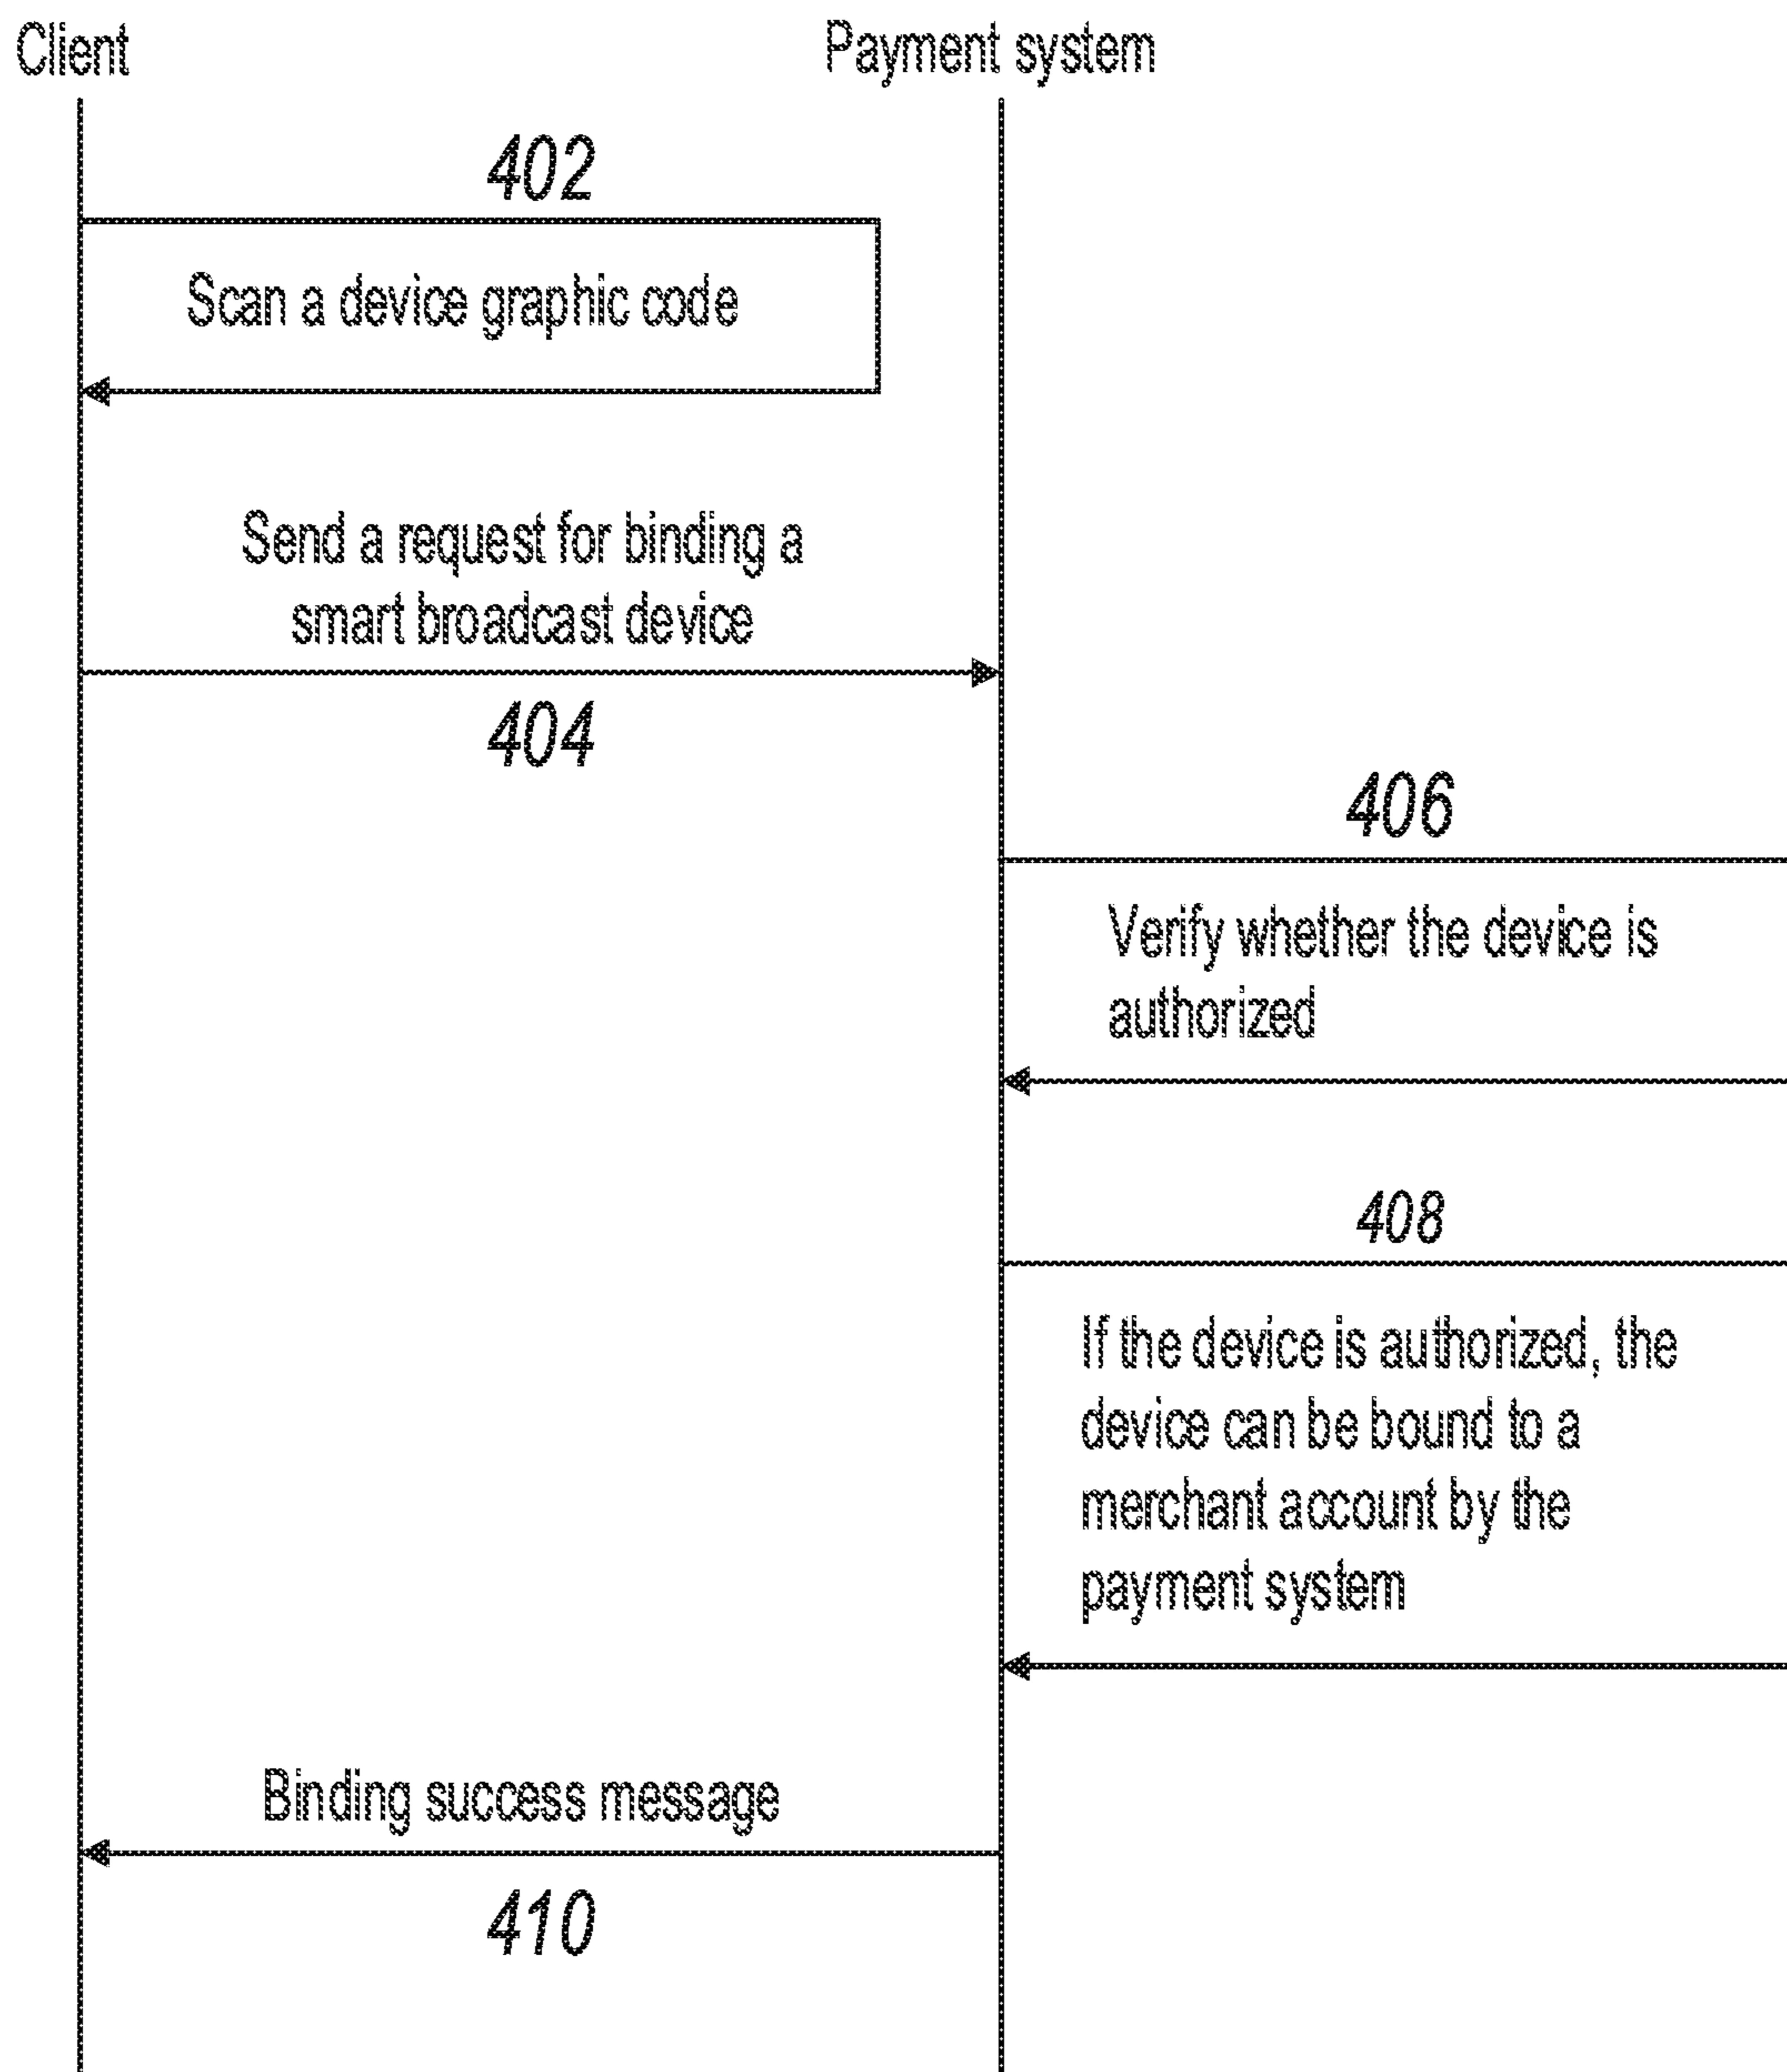 Client
Payment system
402
Scan a device graphic code
Send a request for binding a
smart broadcast device
404
406
Verify whether the device is
authorized
408
If the device is authorized, the
device can be bound to a
merchant account by the
payment system
Binding success message
410